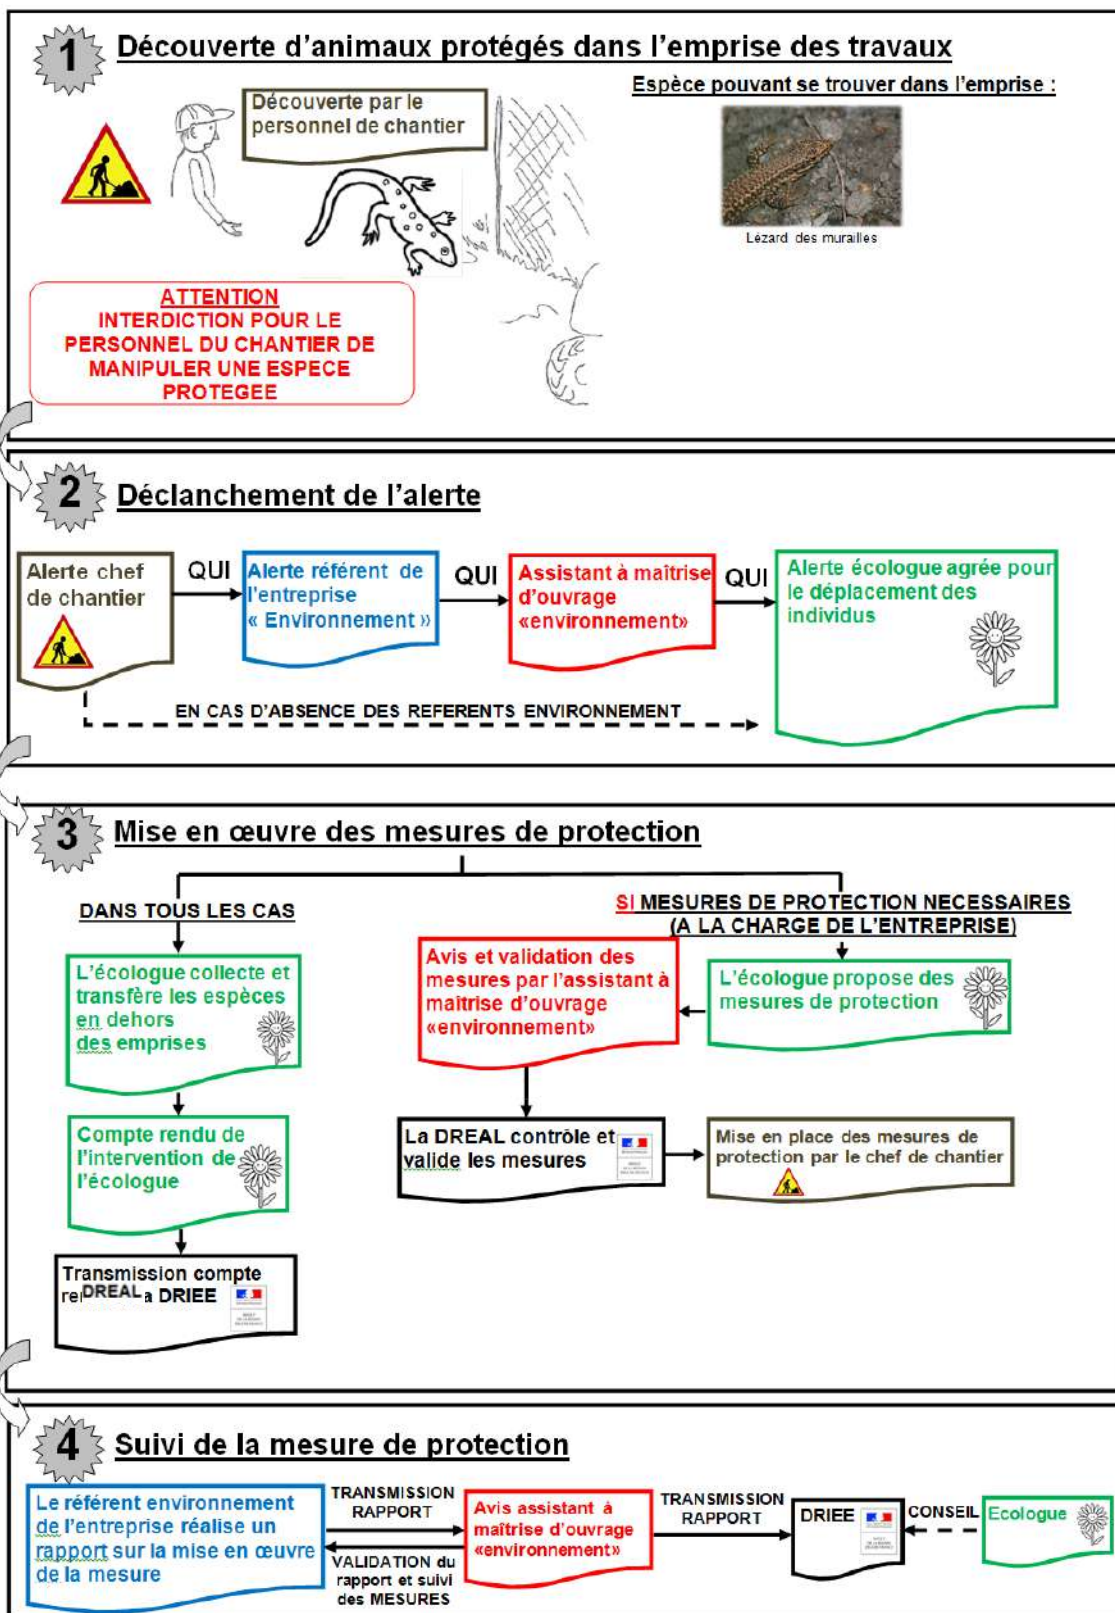 1
Découverte d'animaux protégés dans l'emprise des travaux
Espèce pouvant se trouver dans l'emprise :
Découverte par le
personnel de chantier
Lézard des murailles
ATTENTION
INTERDICTION POUR LE
PERSONNEL DU CHANTIER DE
MANIPULER UNE ESPECE
PROTEGEE
2
Déclanchement de l'alerte
Alerte chef
de chantier
QUI
Alerte référent de
l'entreprise
« Environnement »
QUI
Assistant à maîtrise
d'ouvrage
«environnement»
QUI
Alerte écologue agrée pour
le déplacement des
individus
EN CAS D'ABSENCE DES REFERENTS ENVIRONNEMENT
3
Mise en œuvre des mesures de protection
DANS TOUS LES CAS
L'écologue collecte et
transfère les espèces
en dehors
des emprises
Compte rendu de
l'intervention de
l'écologue
Transmission compte
DREAL a DRIEE
SI MESURES DE PROTECTION NECESSAIRES
(A LA CHARGE DE L'ENTREPRISE)
L'écologue propose des
mesures de protection
Avis et validation des
mesures par l'assistant à
maîtrise d'ouvrage
«environnement»
La DREAL contrôle et
valide les mesures
Mise en place des mesures de
protection par le chef de chantier
4
Suivi de la mesure de protection
Le référent environnement
de l'entreprise réalise un
rapport sur la mise en œuvre
de la mesure
TRANSMISSION
RAPPORT
VALIDATION du
rapport et suivi
des MESURES
Avis assistant à
maîtrise d'ouvrage
«environnement»
TRANSMISSION
RAPPORT
DRIEE
CONSEIL
Ecologue